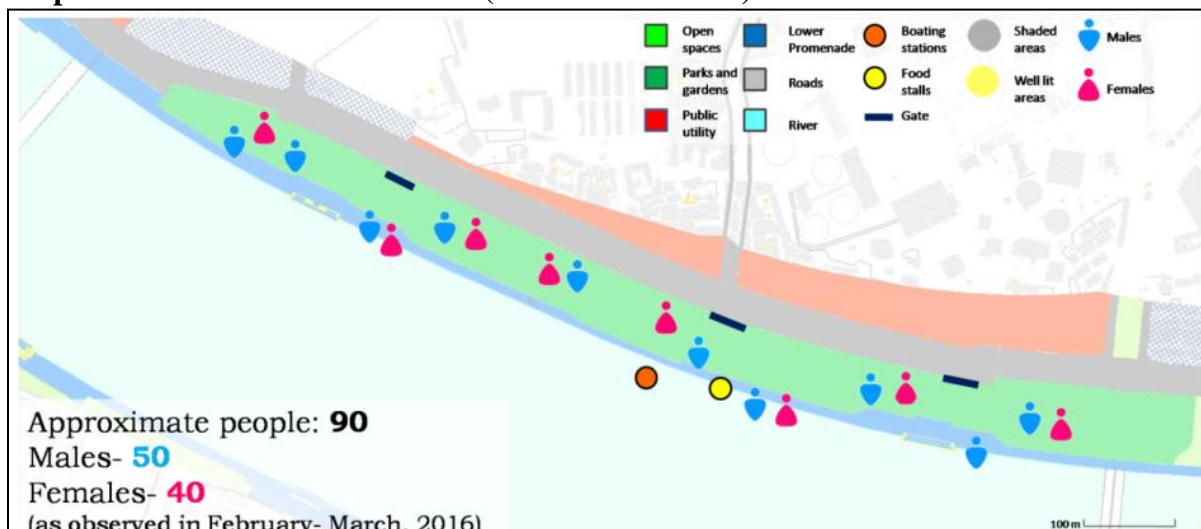 Open spaces
Lower Promenade
Boating stations
Shaded areas
Males
Parks and gardens
Roads
Food stalls
Well lit areas
Females
Public utility
River
Gate
Approximate people: 90
Males- 50
Females- 40
(as observed in February- March, 2016)
100 m